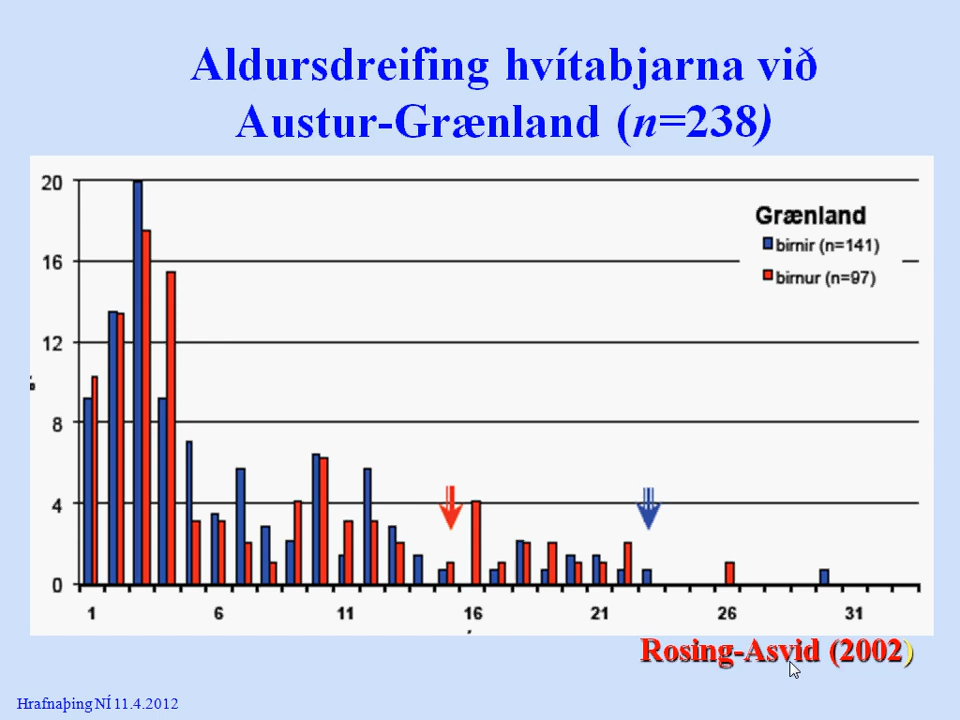 Aldursdreifing hvítabjarna við
Austur-Grænland (n=238)
20
16
12
8
4
0
%
Grænland
birnir (n=141)
birnur (n=97)
1 6 11 16 21 26 31
Rosing-Asvid (2002)
Hrafnaþing NÍ 11.4.2012